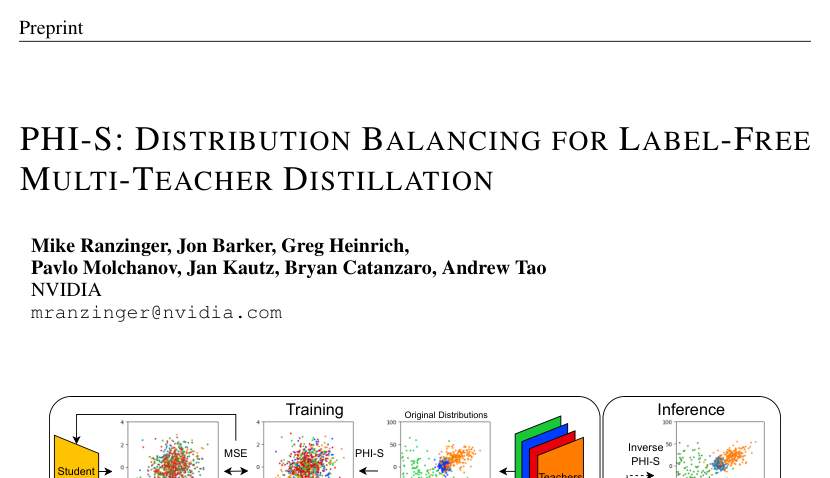 Preprint
PHI-S: DISTRIBUTION BALANCING FOR LABEL-FREE
MULTI-TEACHER DISTILLATION
Mike Ranzinger, Jon Barker, Greg Heinrich,
Pavlo Molchanov, Jan Kautz, Bryan Catanzaro, Andrew Tao
NVIDIA
mranzinger@nvidia.com
Training
Original Distributions
Inference
4
2
0
4
2
0
100
50
0
100
50
0
Student
MSE
PHI-S
Teachers
Inverse
PHI-S